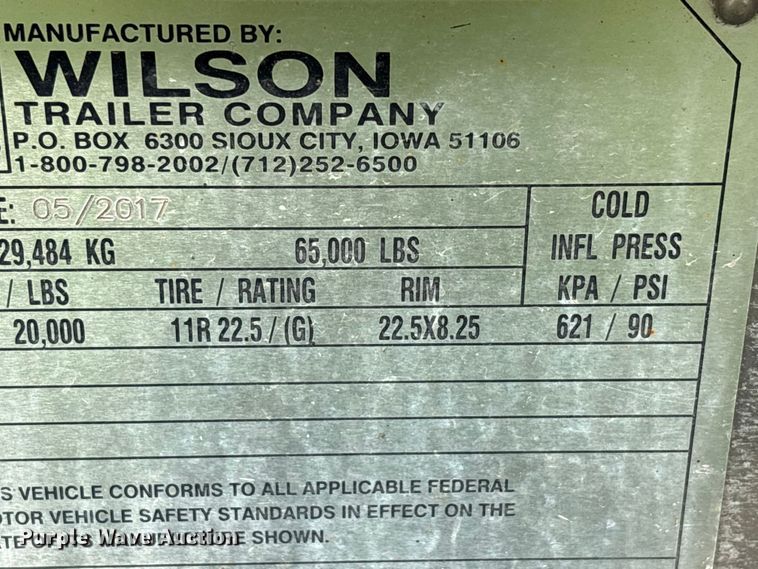 MANUFACTURED BY:
WILSON
TRAILER COMPANY
P.O. BOX 6300 SIOUX CITY, IOWA 51106
1-800-798-2002/(712)252-6500
E: 05/2017
COLD
29,484 KG 65,000 LBS INFL PRESS
/ LBS TIRE / RATING RIM KPA / PSI
20,000 11R 22.5 / (G) 22.5X8.25 621 / 90
S VEHICLE CONFORMS TO ALL APPLICABLE FEDERAL
OTOR VEHICLE SAFETY STANDARDS IN EFFECT ON THE
SHOWN.
Purple Wave Auction